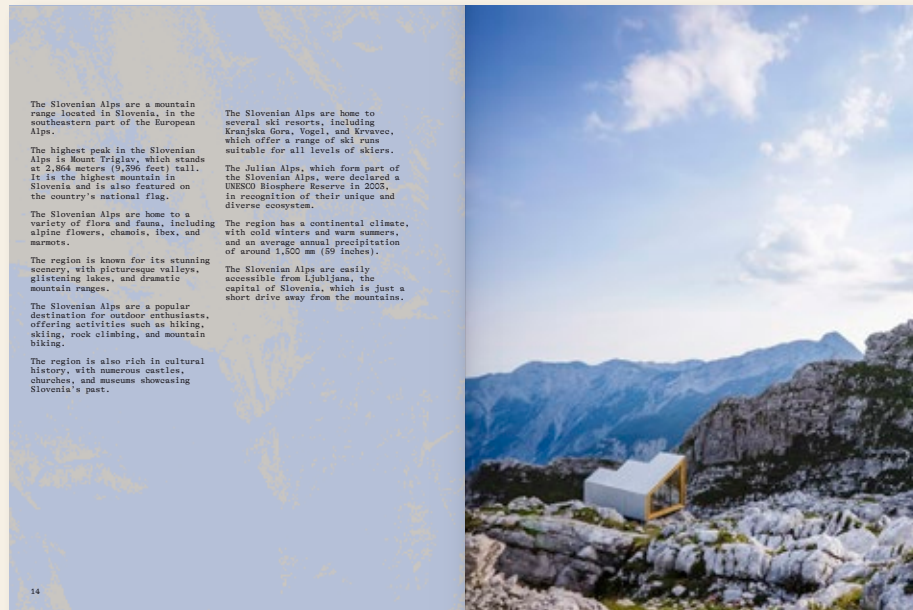 The Slovenian Alps are a mountain
range located in Slovenia, in the
southeastern part of the European
Alps.
The highest peak in the Slovenian
Alps is Mount Triglav, which stands
at 2,864 meters (9,396 feet) tall.
It is the highest mountain in
Slovenia and is also featured on
the country's national flag.
The Slovenian Alps are home to a
variety of flora and fauna, including
alpine flowers, chamois, ibex, and
marmots.
The region is known for its stunning
scenery, with picturesque valleys,
glistening lakes, and dramatic
mountain ranges.
The Slovenian Alps are a popular
destination for outdoor enthusiasts,
offering activities such as hiking,
skiing, rock climbing, and mountain
biking.
The region is also rich in cultural
history, with numerous castles,
churches, and museums showcasing
Slovenia's past.
The Slovenian Alps are home to
several ski resorts, including
Kranjska Gora, Vogel, and Krvavec,
which offer a range of ski runs
suitable for all levels of skiers.
The Julian Alps, which form part of
the Slovenian Alps, were declared a
UNESCO Biosphere Reserve in 2003,
in recognition of their unique and
diverse ecosystem.
The region has a continental climate,
with cold winters and warm summers,
and an average annual precipitation
of around 1,500 mm (59 inches).
The Slovenian Alps are easily
accessible from Ljubljana, the
capital of Slovenia, which is just a
short drive away from the mountains.
14